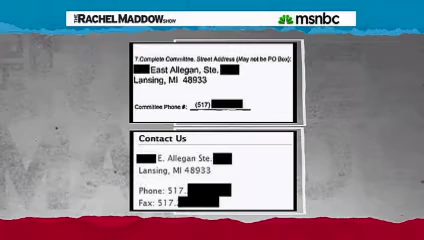 THE RACHEL MADDOW SHOW
msnbc
7.Complete Committee. Street Address (May not be PO Box):
East Allegan, Ste.
Lansing, MI 48933
Committee Phone #: (517)
Contact Us
E. Allegan Ste.
Lansing, MI 48933
Phone: 517.
Fax: 517.